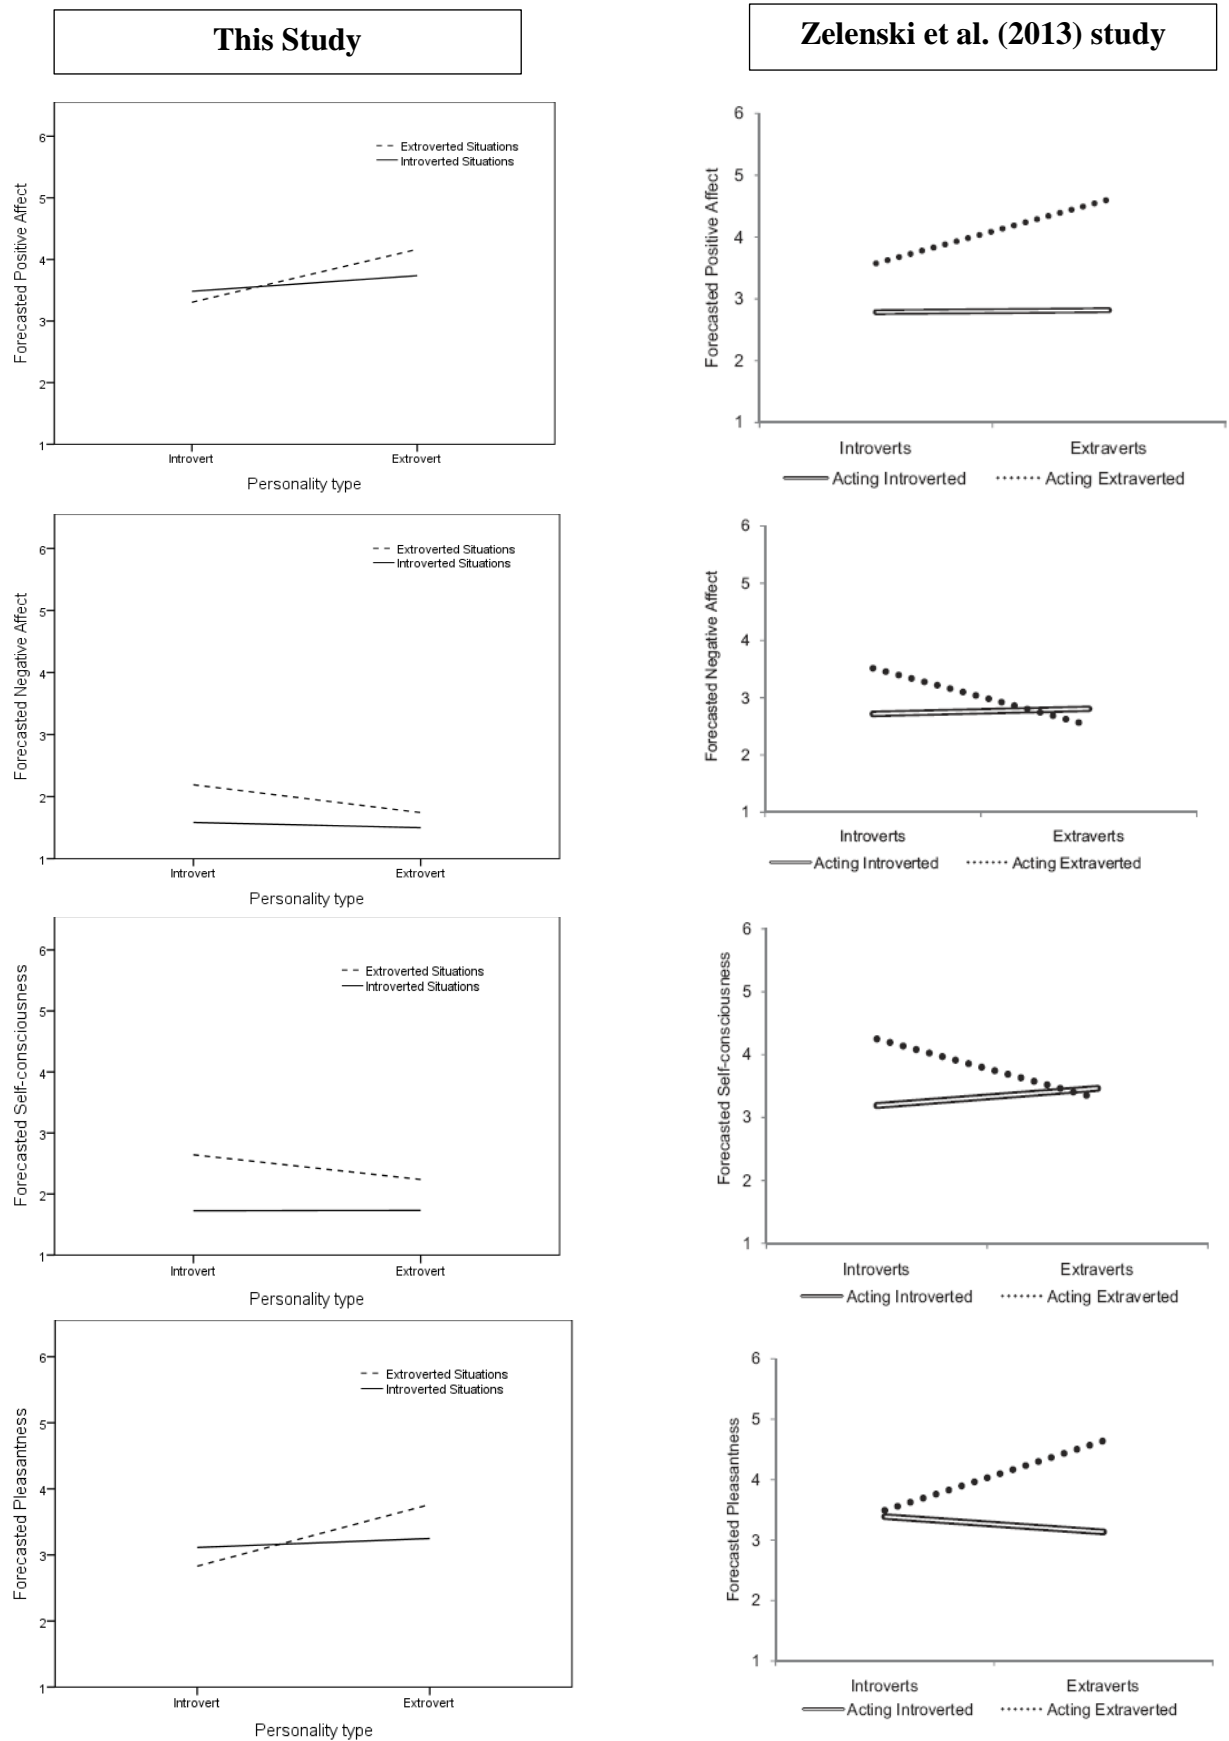 This Study
Zelenski et al. (2013) study
Forecasted Positive Affect
6
5
4
3
2
1
Extroverted Situations
Introverted Situations
Introvert
Extrovert
Personality type
Forecasted Positive Affect
6
5
4
3
2
1
Introverts
Extraverts
Acting Introverted
Acting Extraverted
Forecasted Negative Affect
6
5
4
3
2
1
Extroverted Situations
Introverted Situations
Introvert
Extrovert
Personality type
Forecasted Negative Affect
6
5
4
3
2
1
Introverts
Extraverts
Acting Introverted
Acting Extraverted
Forecasted Self-consciousness
6
5
4
3
2
1
Extroverted Situations
Introverted Situations
Introvert
Extrovert
Personality type
Forecasted Self-consciousness
6
5
4
3
2
1
Introverts
Extraverts
Acting Introverted
Acting Extraverted
Forecasted Pleasantness
6
5
4
3
2
1
Extroverted Situations
Introverted Situations
Introvert
Extrovert
Personality type
Forecasted Pleasantness
6
5
4
3
2
1
Introverts
Extraverts
Acting Introverted
Acting Extraverted